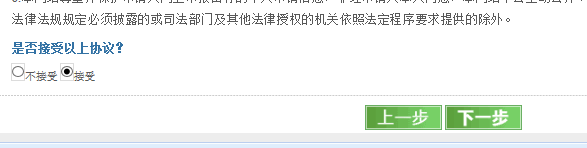 法律法规规定必须披露的或司法部门及其他法律授权的机关依照法定程序要求提供的除外。
是否接受以上协议？
不接受 接受
上一步 下一步